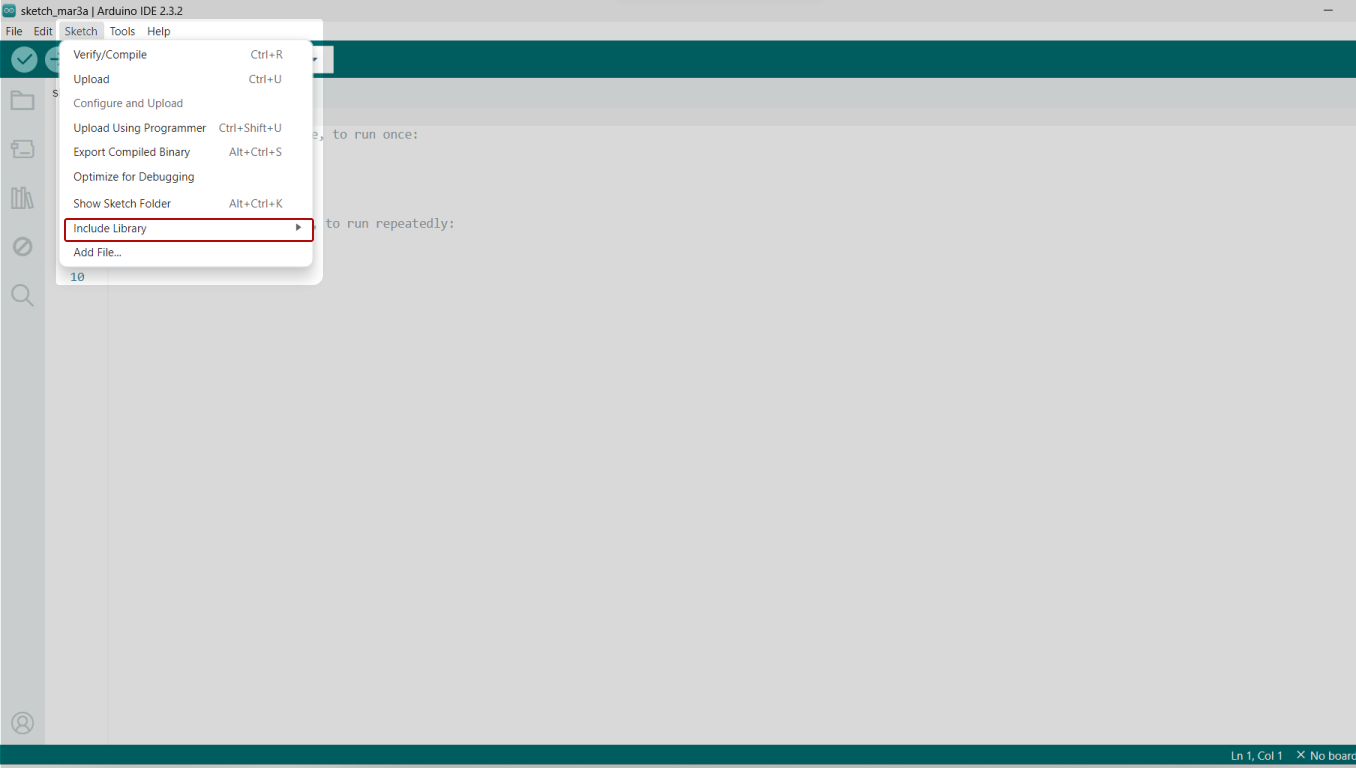 sketch_mar3a | Arduino IDE 2.3.2
File Edit Sketch Tools Help
Verify/Compile Ctrl+R
Upload Ctrl+U
Configure and Upload
Upload Using Programmer Ctrl+Shift+U
Export Compiled Binary Alt+Ctrl+S
Optimize for Debugging
Show Sketch Folder Alt+Ctrl+K
Include Library
Add File...
, to run once:
to run repeatedly:
10
Ln 1, Col 1 × No board